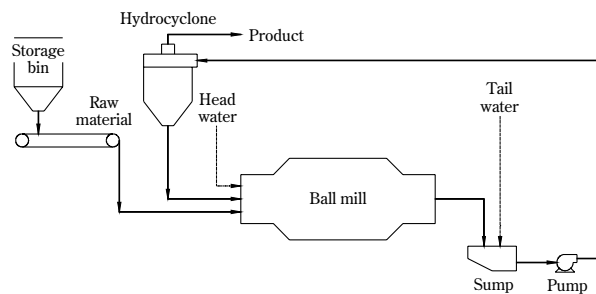 Hydrocyclone
Product
Storage
bin
Raw
material
Head
water
Tail
water
Ball mill
Sump
Pump